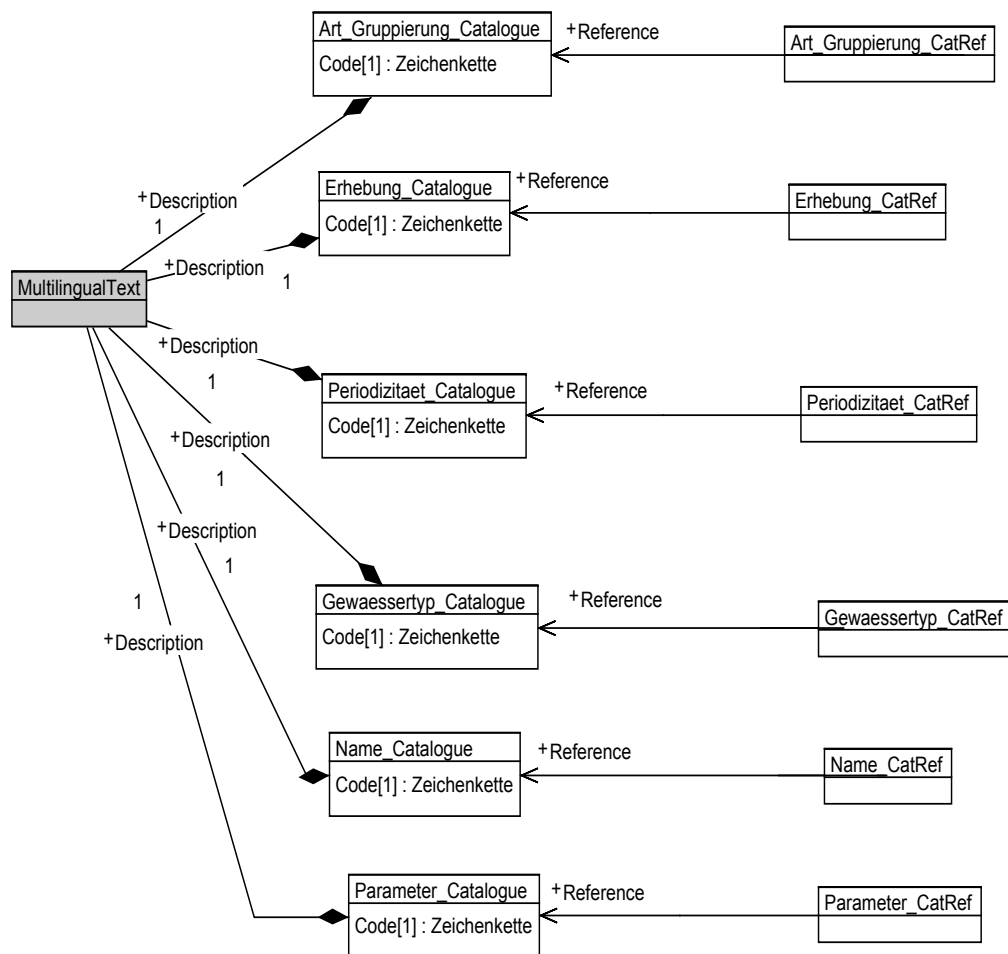 Art_Gruppierung_Catalogue
Code[1] : Zeichenkette
+Reference
Art_Gruppierung_CatRef
+Description
1
Erhebung_Catalogue
Code[1] : Zeichenkette
+Reference
Erhebung_CatRef
+Description
1
MultilingualText
+Description
1
Periodizitaet_Catalogue
Code[1] : Zeichenkette
+Reference
Periodizitaet_CatRef
+Description
1
Gewaessertyp_Catalogue
Code[1] : Zeichenkette
+Reference
Gewaessertyp_CatRef
+Description
1
Name_Catalogue
Code[1] : Zeichenkette
+Reference
Name_CatRef
1
+Description
Parameter_Catalogue
Code[1] : Zeichenkette
+Reference
Parameter_CatRef